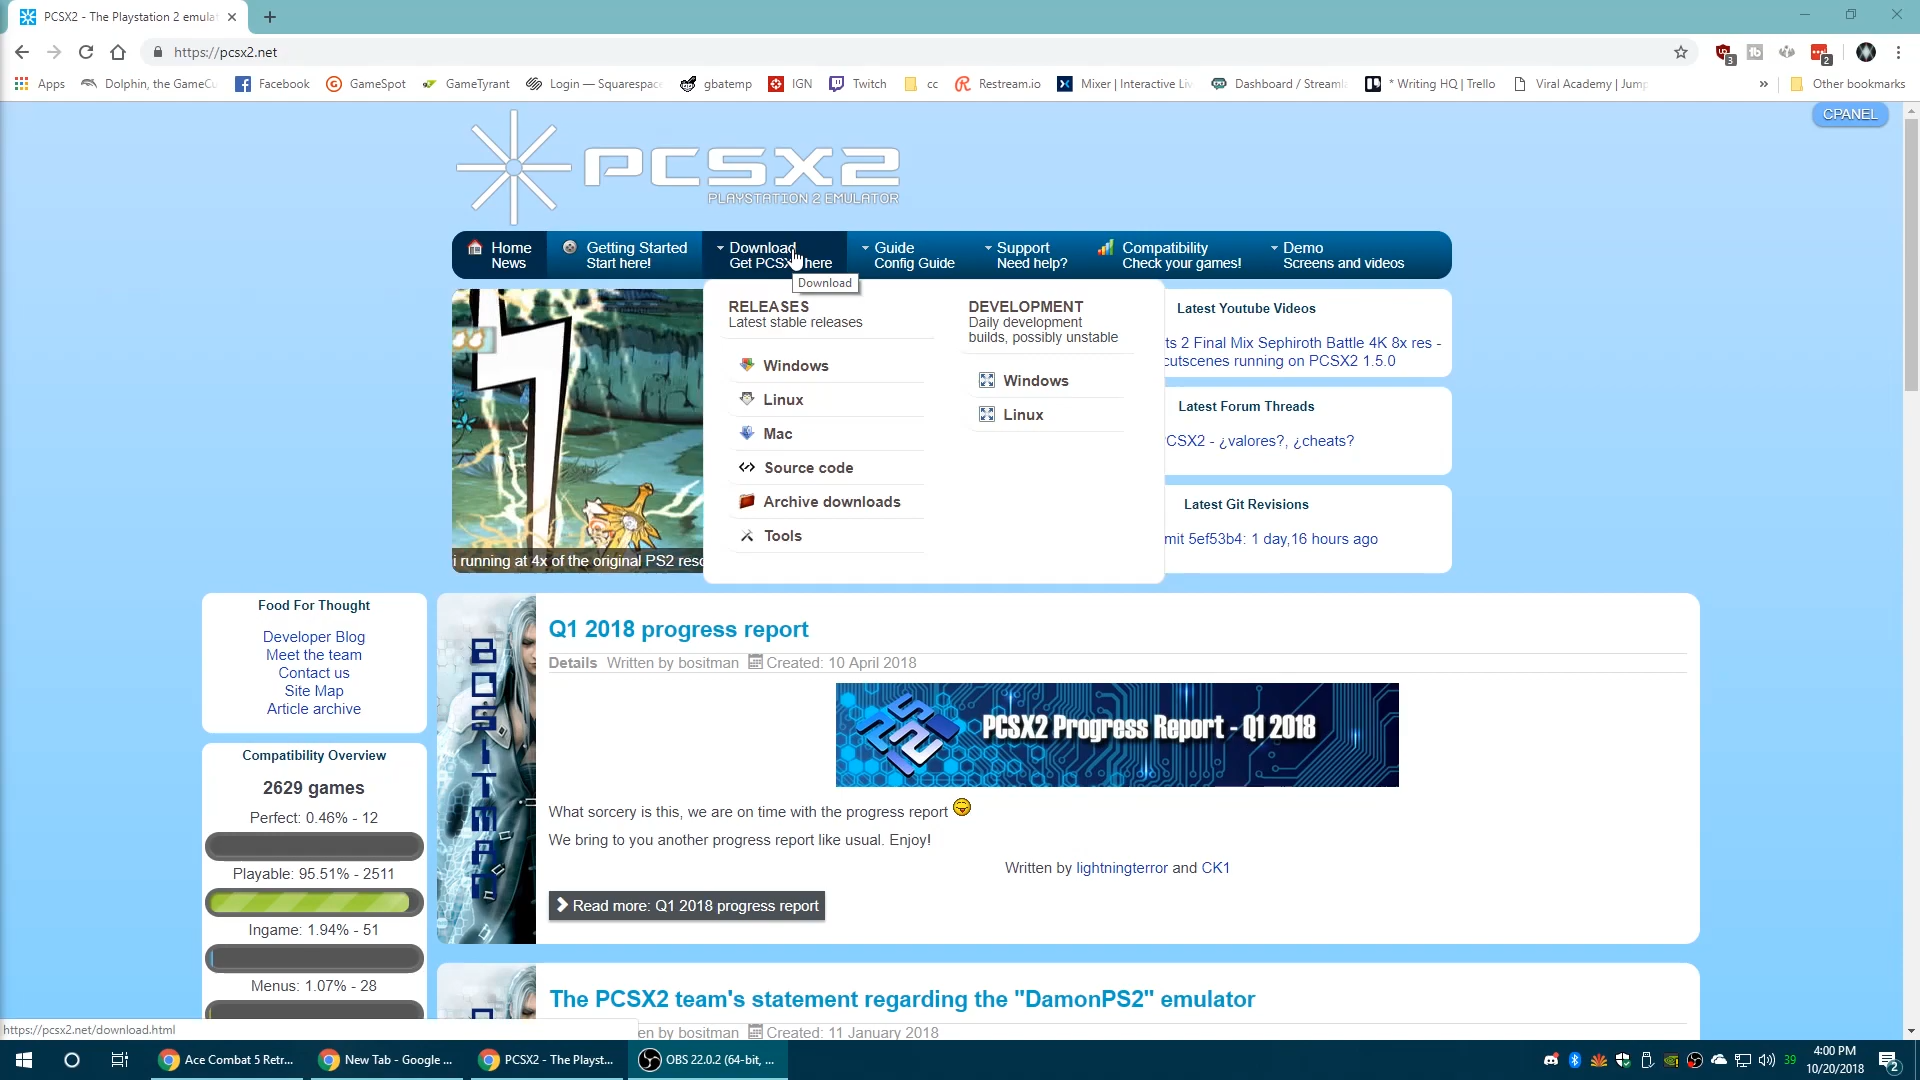 PCSX2 - The Playstation 2 emulat
https://pcsx2.net
3
2
Apps
Dolphin, the GameCu
Facebook
GameSpot
GameTyrant
Login — Squarespace
gbatemp
IGN
Twitch
cc
Restream.io
Mixer | Interactive Liv
Dashboard / Streamla
* Writing HQ | Trello
Viral Academy | Jump
»
Other bookmarks
CPANEL
PCSX2
PLAYSTATION 2 EMULATOR
Home
News
Getting Started
Start here!
Download
Get PCSX here
Guide
Config Guide
Support
Need help?
Compatibility
Check your games!
Demo
Screens and videos
Download
RELEASES
Latest stable releases
Windows
Linux
Mac
Source code
Archive downloads
Tools
DEVELOPMENT
Daily development
builds, possibly unstable
Windows
Linux
i running at 4x of the original PS2 reso
Latest Youtube Videos
ts 2 Final Mix Sephiroth Battle 4K 8x res -
cutscenes running on PCSX2 1.5.0
Latest Forum Threads
PCSX2 - ¿valores?, ¿cheats?
Latest Git Revisions
mit 5ef53b4: 1 day,16 hours ago
Food For Thought
Developer Blog
Meet the team
Contact us
Site Map
Article archive
Compatibility Overview
2629 games
Perfect: 0.46% - 12
Playable: 95.51% - 2511
Ingame: 1.94% - 51
Menus: 1.07% - 28
BOSITMAN
Q1 2018 progress report
Details Written by bositman Created: 10 April 2018
PCSX2 Progress Report - Q1 2018
What sorcery is this, we are on time with the progress report
We bring to you another progress report like usual. Enjoy!
Written by lightningterror and CK1
Read more: Q1 2018 progress report
The PCSX2 team's statement regarding the "DamonPS2" emulator
en by bositman Created: 11 January 2018
https://pcsx2.net/download.html
Ace Combat 5 Retr...
New Tab - Google ...
PCSX2 - The Playst...
OBS 22.0.2 (64-bit, ...
39
4:00 PM
10/20/2018
2